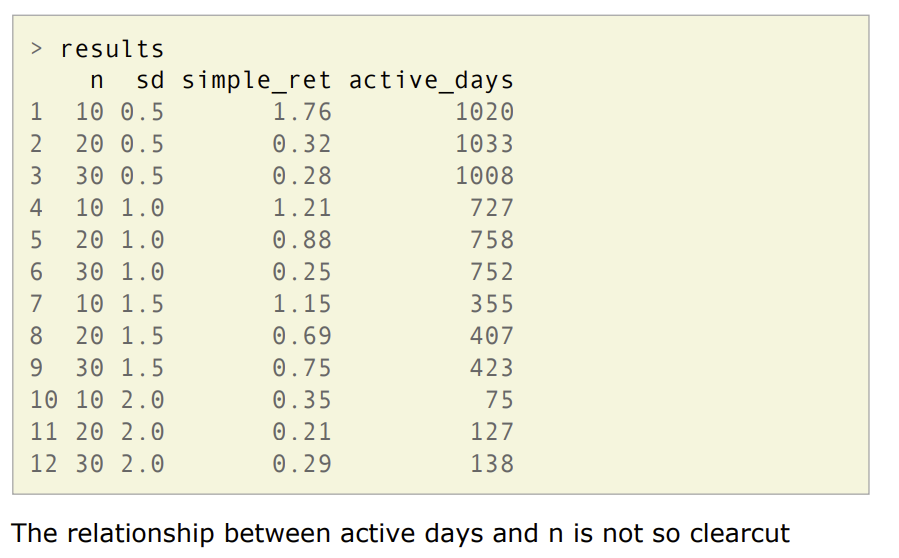 > results
    n  sd simple_ret active_days
1  10 0.5       1.76        1020
2  20 0.5       0.32        1033
3  30 0.5       0.28        1008
4  10 1.0       1.21         727
5  20 1.0       0.88         758
6  30 1.0       0.25         752
7  10 1.5       1.15         355
8  20 1.5       0.69         407
9  30 1.5       0.75         423
10 10 2.0       0.35          75
11 20 2.0       0.21         127
12 30 2.0       0.29         138
The relationship between active days and n is not so clearcut